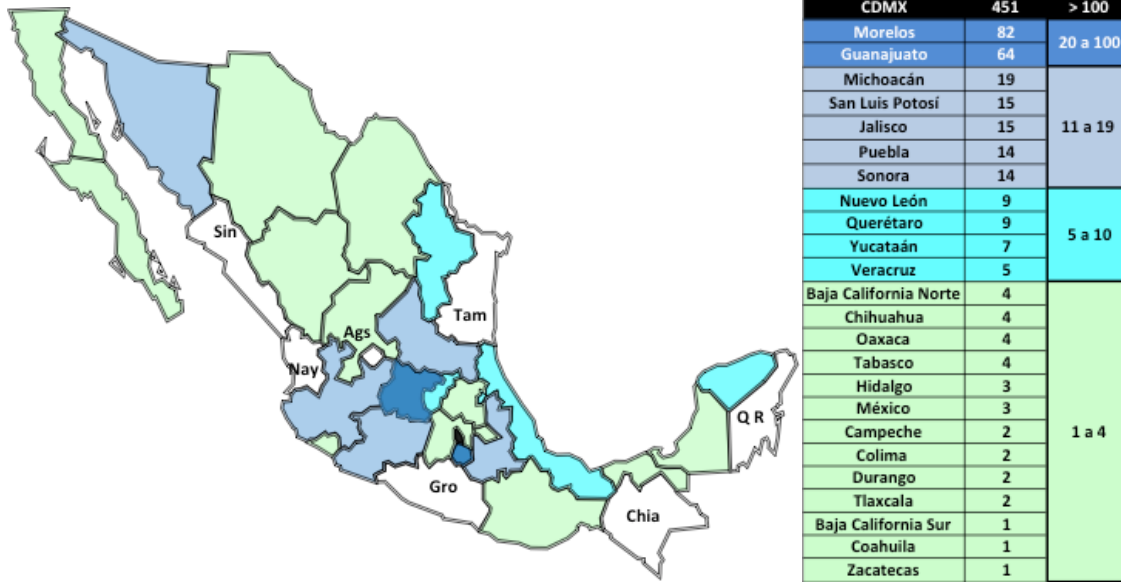 Sin
Tam
Ags
Nay
Q R
Gro
Chia
CDMX 451 > 100
Morelos 82 20 a 100
Guanajuato 64
Michoacán 19 11 a 19
San Luis Potosí 15
Jalisco 15
Puebla 14
Sonora 14
Nuevo León 9 5 a 10
Querétaro 9
Yucataán 7
Veracruz 5
Baja California Norte 4 1 a 4
Chihuahua 4
Oaxaca 4
Tabasco 4
Hidalgo 3
México 3
Campeche 2
Colima 2
Durango 2
Tlaxcala 2
Baja California Sur 1
Coahuila 1
Zacatecas 1